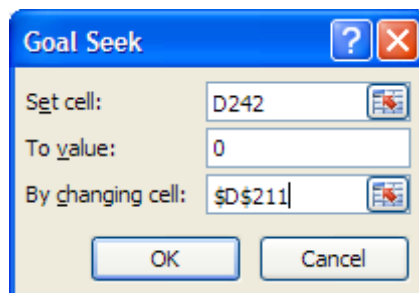 Goal Seek
Set cell: D242
To value: 0
By changing cell: $D$211
OK Cancel